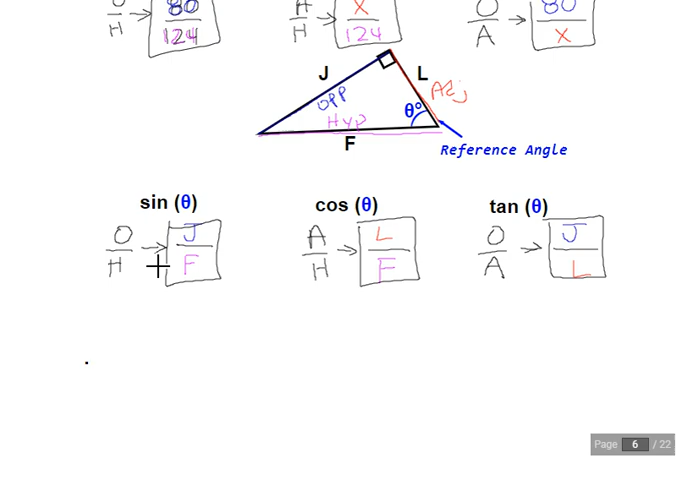 O 80 A X O 80
H 124 H 124 A X
J L
OPP Adj
θ°
Hyp
F Reference Angle
sin (θ) cos (θ) tan (θ)
O J A L O J
H F H F A L
Page 6 / 22